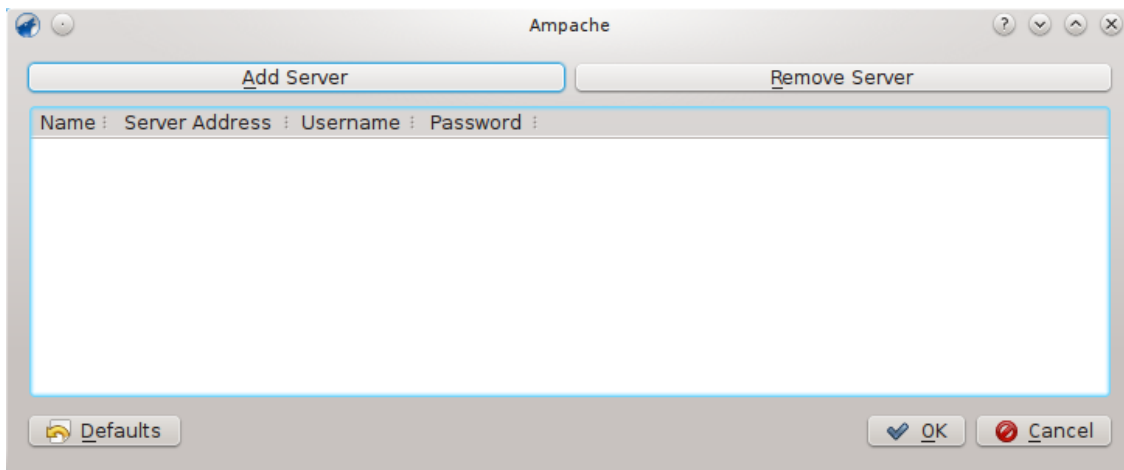 Ampache
Add Server Remove Server
Name Server Address Username Password
Defaults OK Cancel